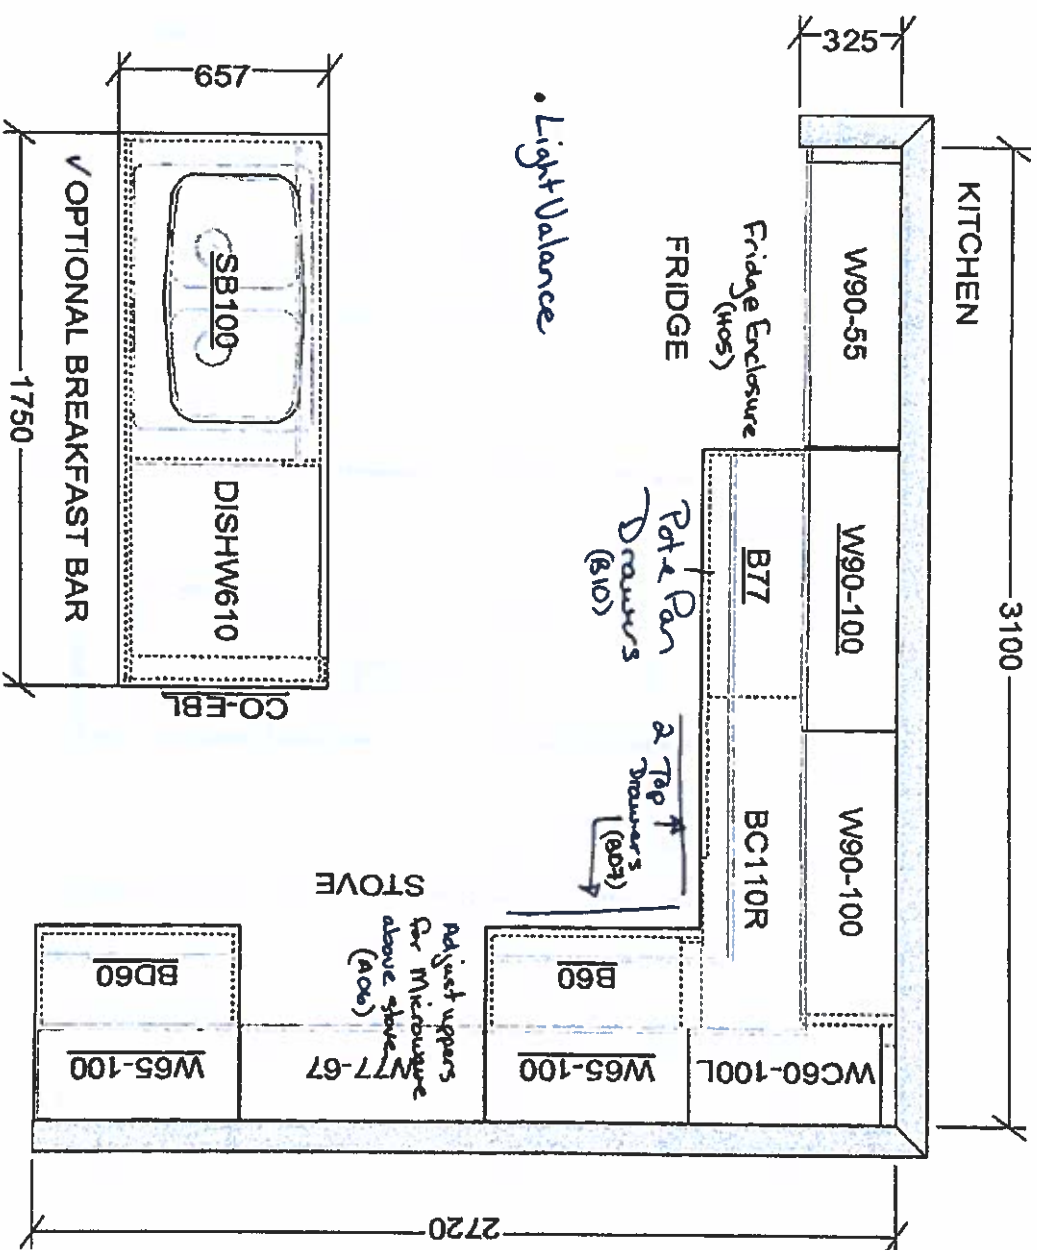 KITCHEN
3100
325
W90-55
W90-100
W90-100
Fridge Enclosure
(H05)
FRIDGE
B77
BC110R
WC60-100L
Pot & Pan
Drawers
(B10)
2 Top
Drawers
(B07)
B60
W65-100
• Light Valance
STOVE
Adjust uppers
for Microwave
above stove
(A06)
W77-67
BD60
W65-100
2720
657
SB100
DISHW610
CO-EBL
✓OPTIONAL BREAKFAST BAR
1750